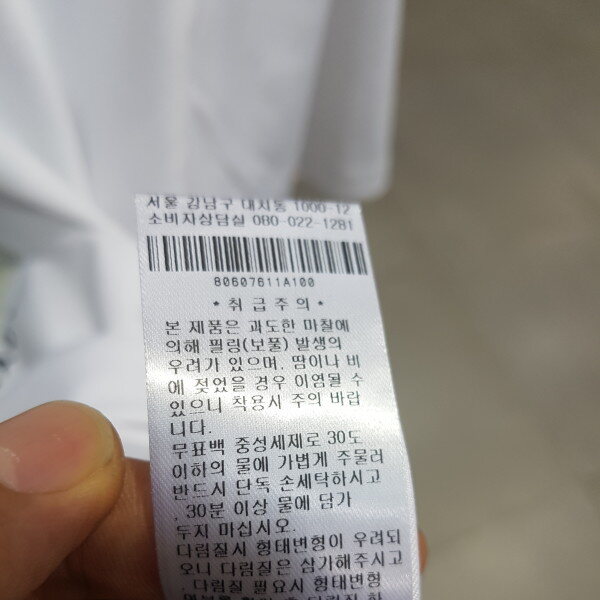 서울 강남구 대치동 1000-12
소비자상담실 080-022-1281
80607611A100
* 취 급 주 의 *
본 제품은 과도한 마찰에
의해 필링(보풀) 발생의
우려가 있으며, 땀이나 비
에 젖었을 경우 이염될 수
있으니 착용시 주의 바랍
니다.
무표백 중성세제로 30도
이하의 물에 가볍게 주물러
반드시 단독 손세탁하시고
, 30분 이상 물에 담가
두지 마십시오.
다림질시 형태변형이 우려되
오니 다림질은 삼가해주시고
, 다림질 필요시 형태변형